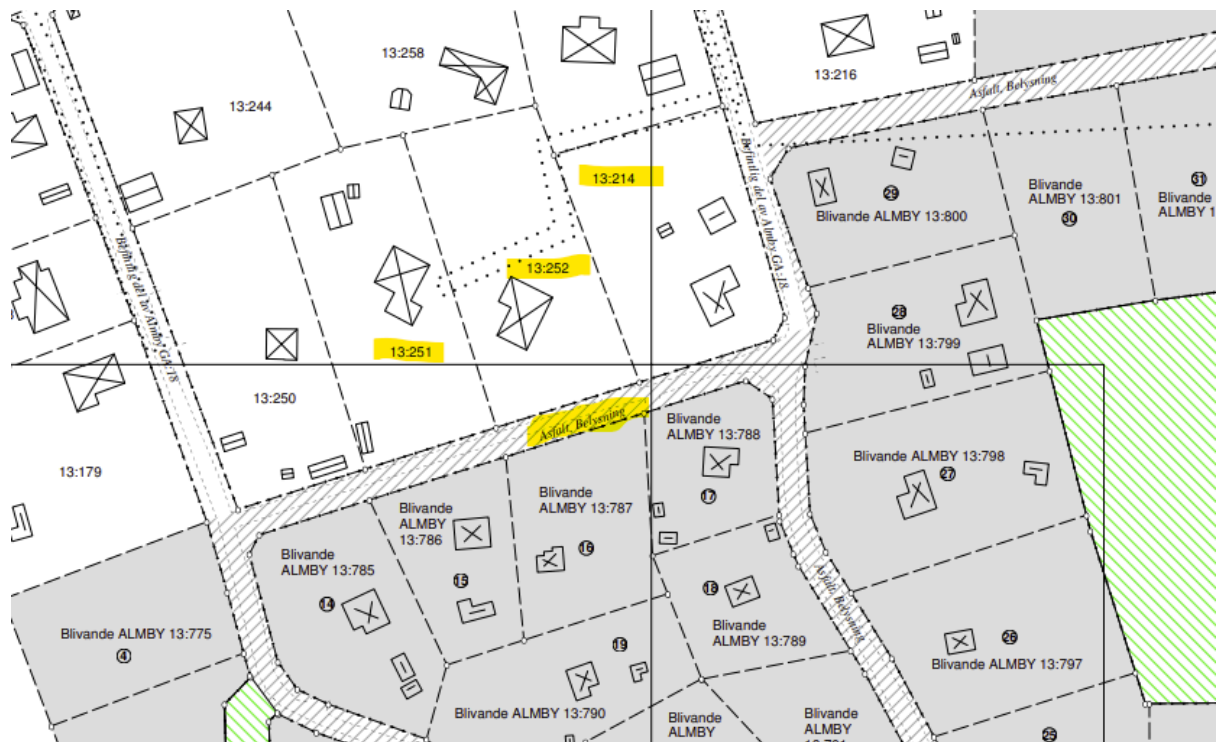 13:258
13:216
Asfalt, Belysning
13:244
13:214
Befintlig del av Almby GA:18
29
Blivande ALMBY 13:800
Blivande
ALMBY 13:801
30
31
Blivande
ALMBY 1
Befintlig del av Almby GA:18
13:252
28
Blivande
ALMBY 13:799
13:251
13:250
Asfalt, Belysning
Blivande
ALMBY 13:788
17
Blivande ALMBY 13:798
27
13:179
Blivande
ALMBY
13:786
15
Blivande
ALMBY 13:787
16
Blivande
ALMBY 13:785
14
Asfalt, Belysning
18
Blivande
ALMBY 13:789
Blivande ALMBY 13:775
4
19
26
Blivande ALMBY 13:797
Blivande ALMBY 13:790
Blivande
ALMBY
Blivande
ALMBY
25